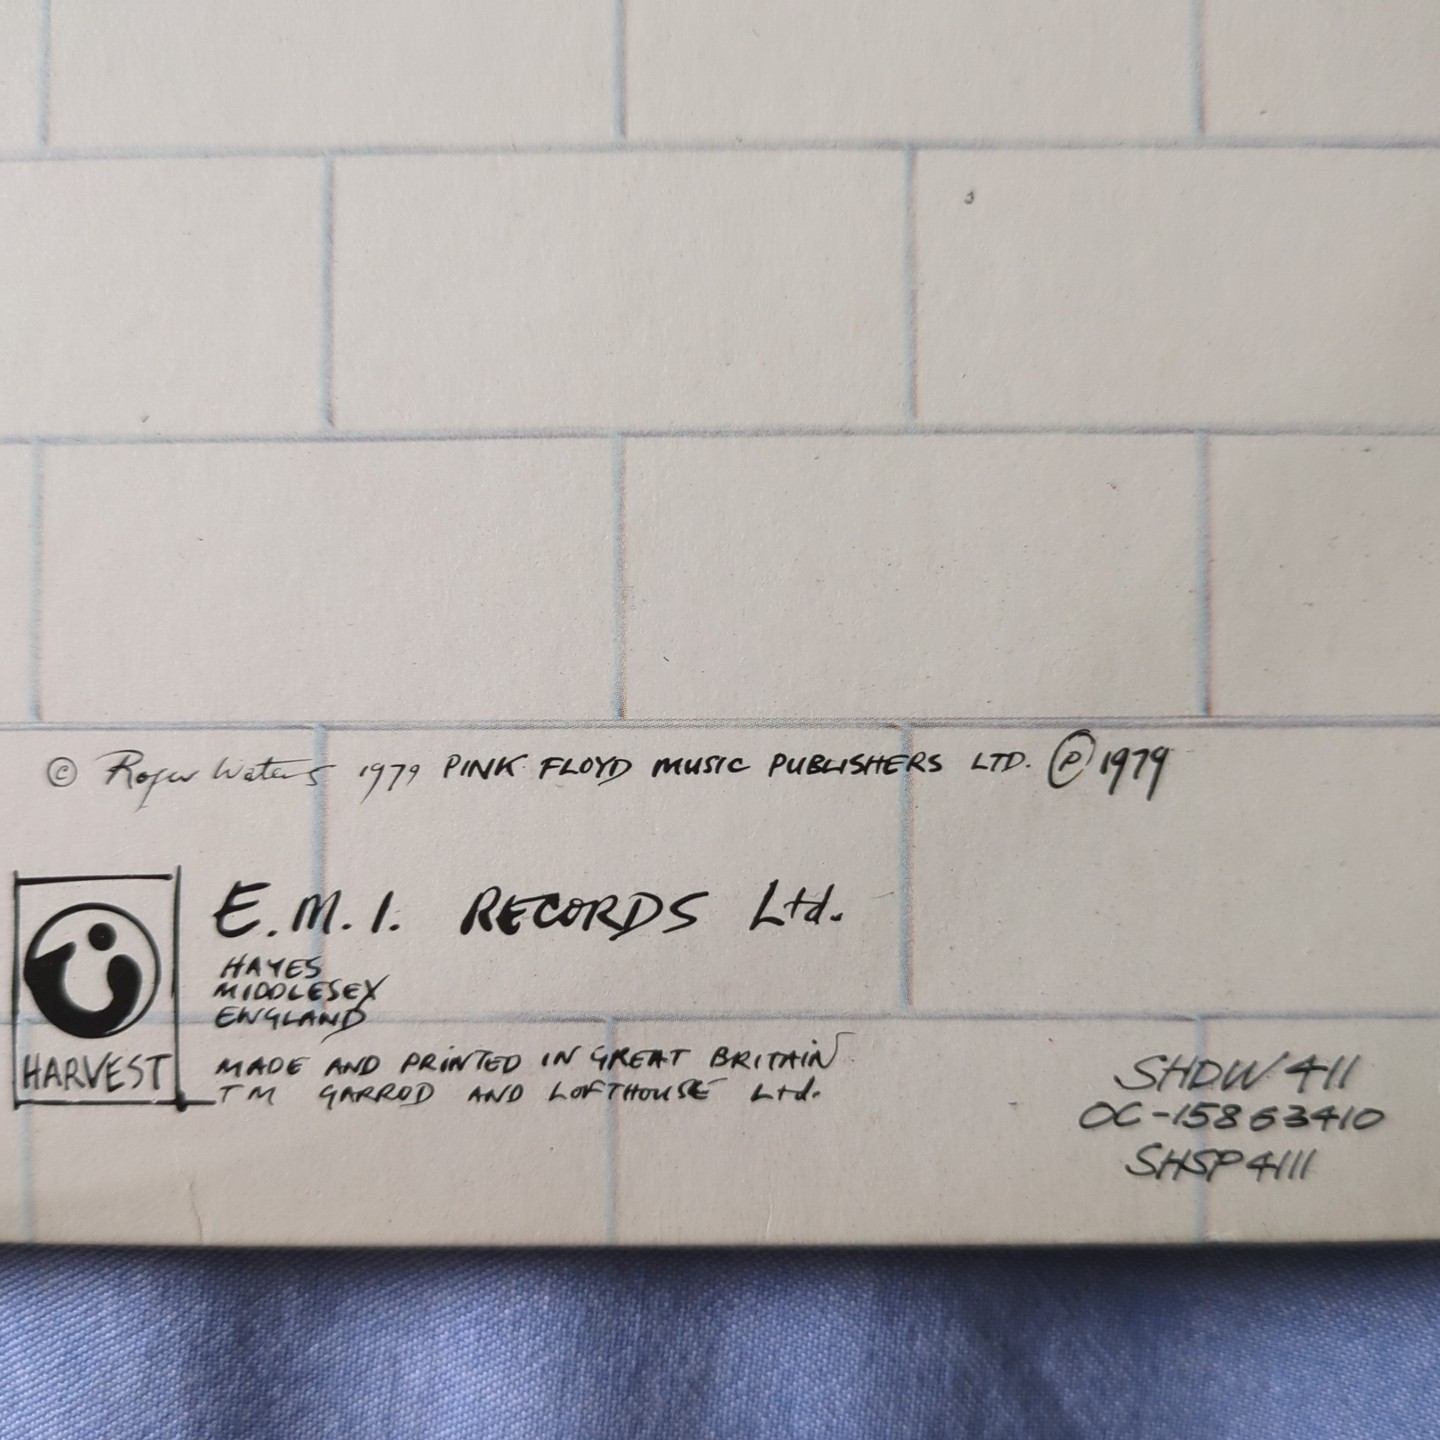 © Roger Waters 1979 PINK FLOYD MUSIC PUBLISHERS LTD. ℗ 1979
E.M.I. RECORDS Ltd.
HAYES
MIDDLESEX
ENGLAND
HARVEST
MADE AND PRINTED IN GREAT BRITAIN
TM GARROD AND LOFTHOUSE Ltd.
SHDW 411
OC-15863410
SHSP 4111